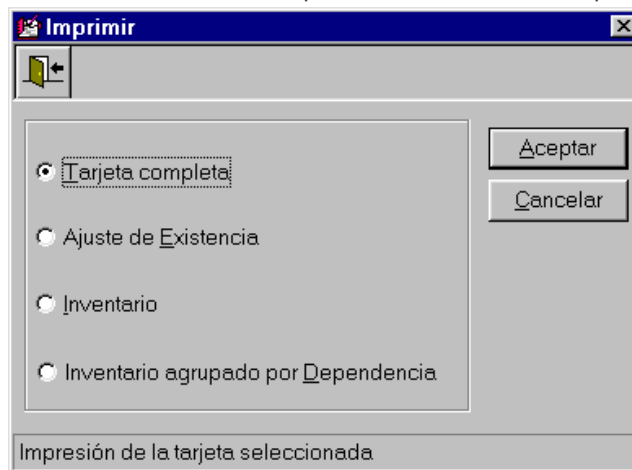 Imprimir
Tarjeta completa
Ajuste de Existencia
Inventario
Inventario agrupado por Dependencia
Aceptar
Cancelar
Impresión de la tarjeta seleccionada